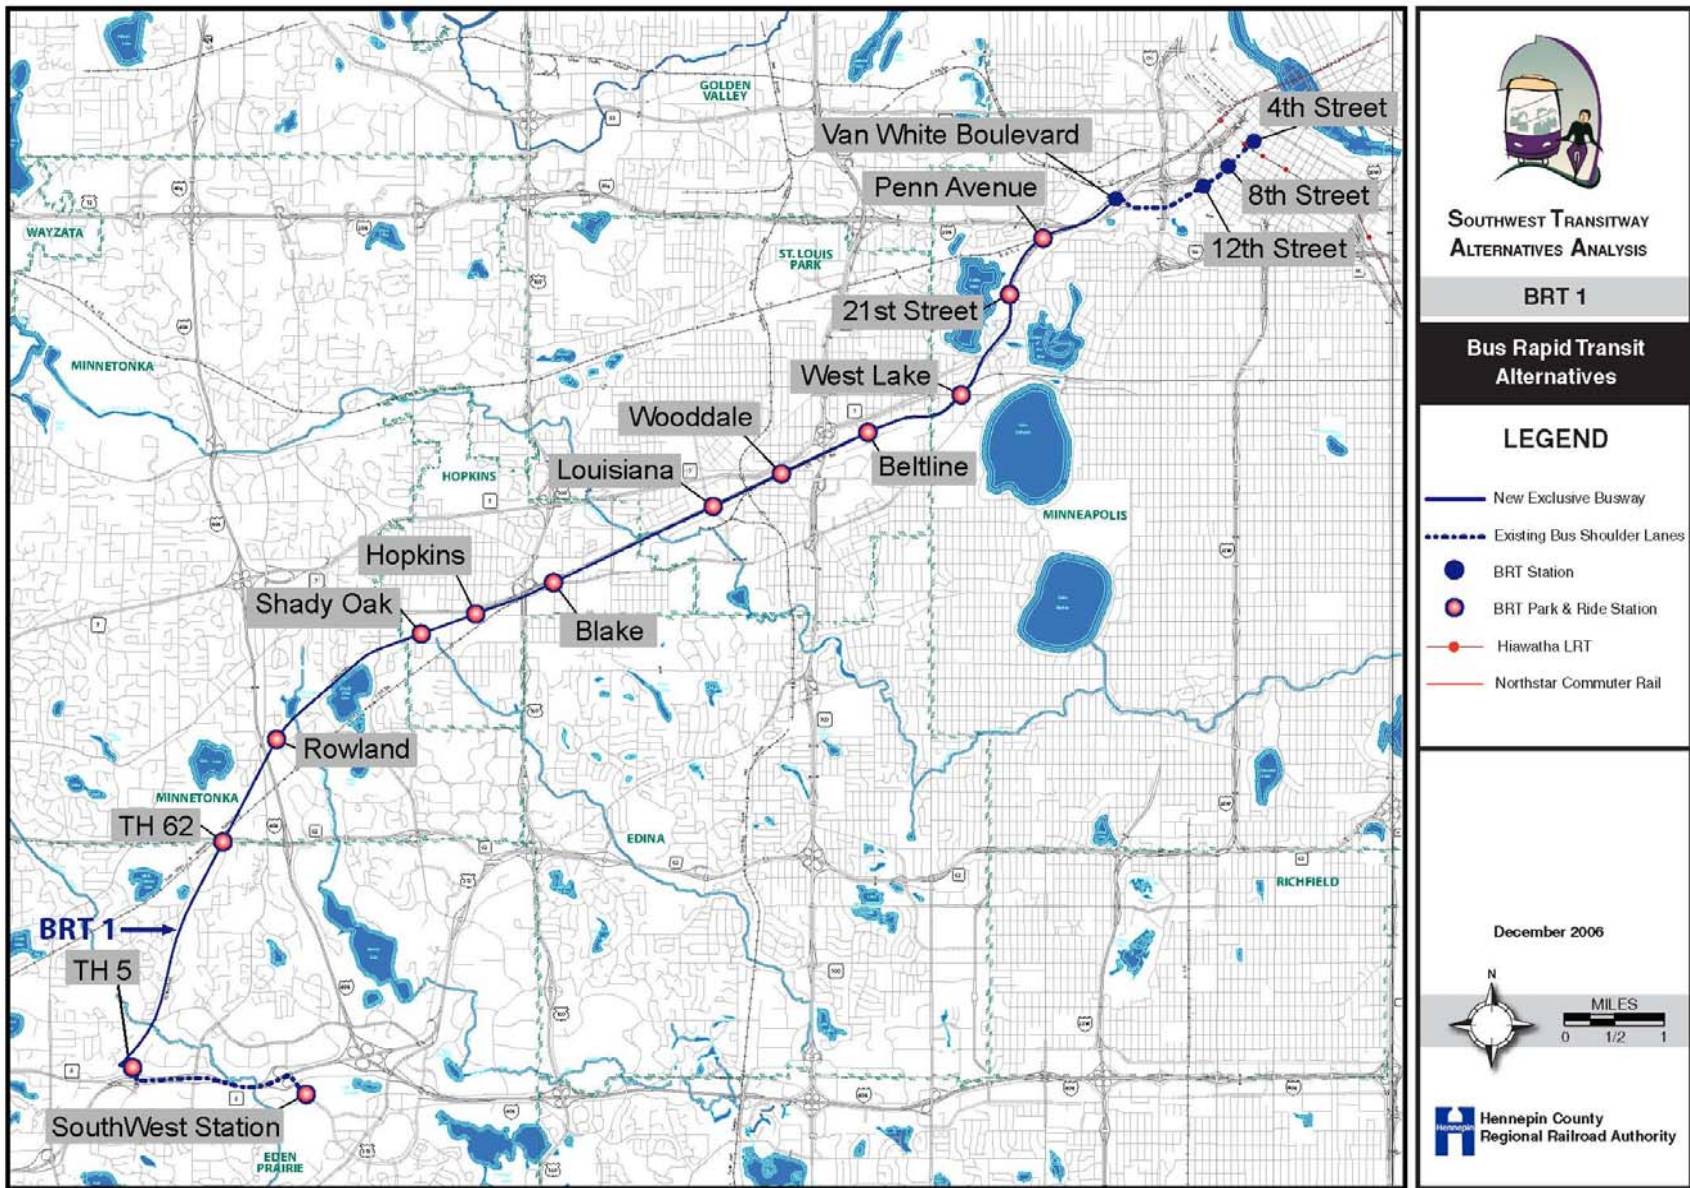 GOLDEN
VALLEY
4th Street
Van White Boulevard
Penn Avenue
8th Street
12th Street
WAYZATA
ST. LOUIS
PARK
21st Street
MINNETONKA
West Lake
Wooddale
Beltline
Louisiana
HOPKINS
MINNEAPOLIS
Hopkins
Shady Oak
Blake
Rowland
MINNETONKA
TH 62
EDINA
RICHFIELD
BRT 1
TH 5
SouthWest Station
EDEN
PRAIRIE
SOUTHWEST TRANSITWAY
ALTERNATIVES ANALYSIS
BRT 1
Bus Rapid Transit
Alternatives
LEGEND
New Exclusive Busway
Existing Bus Shoulder Lanes
BRT Station
BRT Park & Ride Station
Hiawatha LRT
Northstar Commuter Rail
December 2006
N
MILES
0 1/2 1
Hennepin
Hennepin County
Regional Railroad Authority